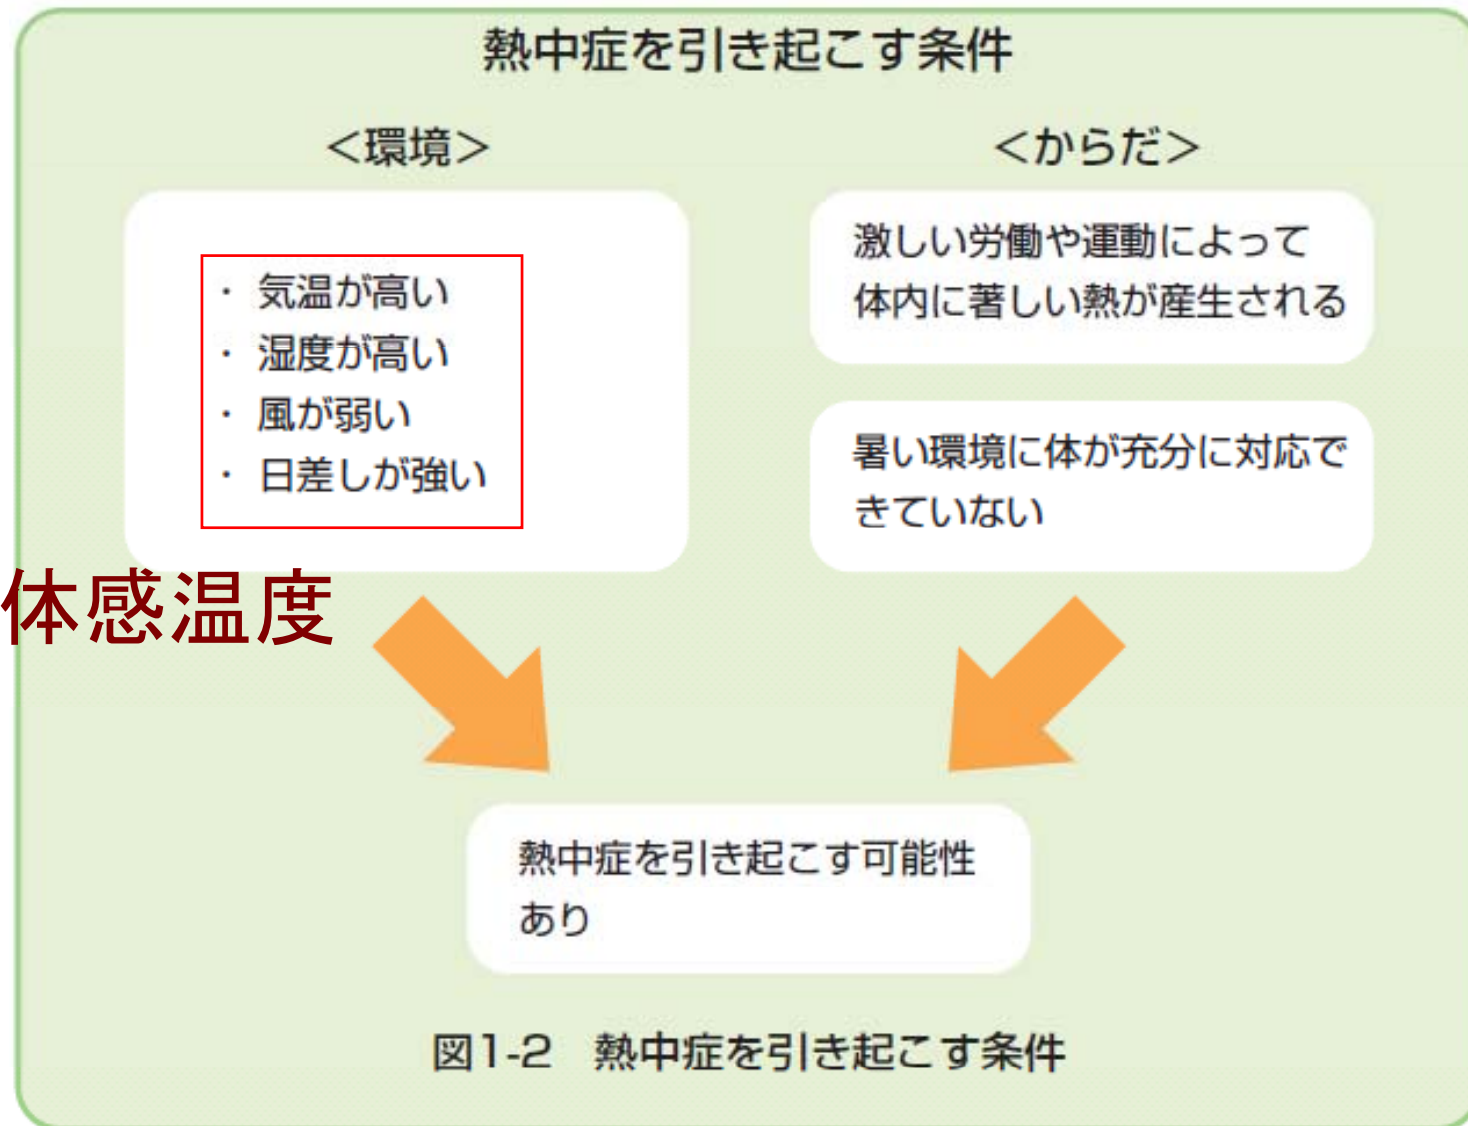 熱中症を引き起こす条件
＜環境＞
・ 気温が高い
・ 湿度が高い
・ 風が弱い
・ 日差しが強い
体感温度
＜からだ＞
激しい労働や運動によって
体内に著しい熱が産生される
暑い環境に体が充分に対応で
きていない
熱中症を引き起こす可能性
あり
図1-2　熱中症を引き起こす条件